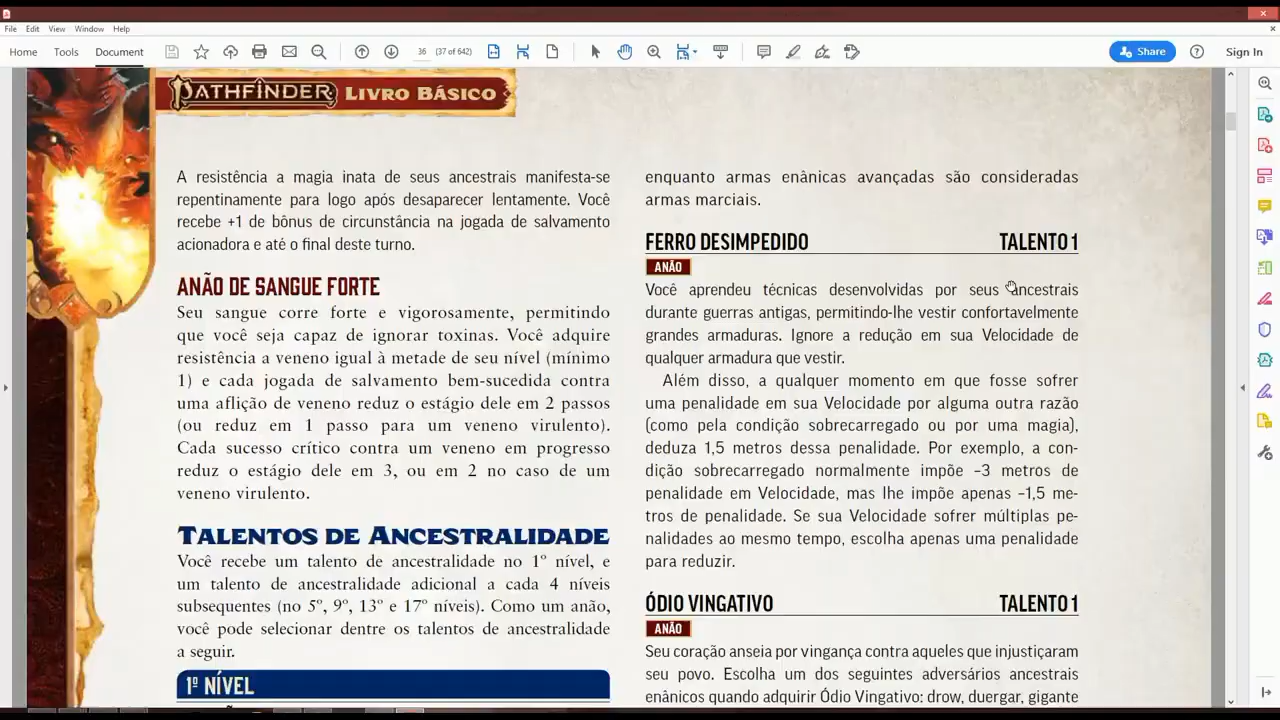 File Edit View Window Help
Home Tools Document 36 (37 of 642) Share Sign In
PATHFINDER LIVRO BÁSICO
A resistência a magia inata de seus ancestrais manifesta-se
repentinamente para logo após desaparecer lentamente. Você
recebe +1 de bônus de circunstância na jogada de salvamento
acionadora e até o final deste turno.
ANÃO DE SANGUE FORTE
Seu sangue corre forte e vigorosamente, permitindo
que você seja capaz de ignorar toxinas. Você adquire
resistência a veneno igual à metade de seu nível (mínimo
1) e cada jogada de salvamento bem-sucedida contra
uma aflição de veneno reduz o estágio dele em 2 passos
(ou reduz em 1 passo para um veneno virulento).
Cada sucesso crítico contra um veneno em progresso
reduz o estágio dele em 3, ou em 2 no caso de um
veneno virulento.
TALENTOS DE ANCESTRALIDADE
Você recebe um talento de ancestralidade no 1º nível, e
um talento de ancestralidade adicional a cada 4 níveis
subsequentes (no 5º, 9º, 13º e 17º níveis). Como um anão,
você pode selecionar dentre os talentos de ancestralidade
a seguir.
1º NÍVEL
enquanto armas enânicas avançadas são consideradas
armas marciais.
FERRO DESIMPEDIDO TALENTO 1
ANÃO
Você aprendeu técnicas desenvolvidas por seus ancestrais
durante guerras antigas, permitindo-lhe vestir confortavelmente
grandes armaduras. Ignore a redução em sua Velocidade de
qualquer armadura que vestir.
Além disso, a qualquer momento em que fosse sofrer
uma penalidade em sua Velocidade por alguma outra razão
(como pela condição sobrecarregado ou por uma magia),
deduza 1,5 metros dessa penalidade. Por exemplo, a con-
dição sobrecarregado normalmente impõe –3 metros de
penalidade em Velocidade, mas lhe impõe apenas –1,5 me-
tros de penalidade. Se sua Velocidade sofrer múltiplas pe-
nalidades ao mesmo tempo, escolha apenas uma penalidade
para reduzir.
ÓDIO VINGATIVO TALENTO 1
ANÃO
Seu coração anseia por vingança contra aqueles que injustiçaram
seu povo. Escolha um dos seguintes adversários ancestrais
enânicos quando adquirir Ódio Vingativo: drow, duergar, gigante